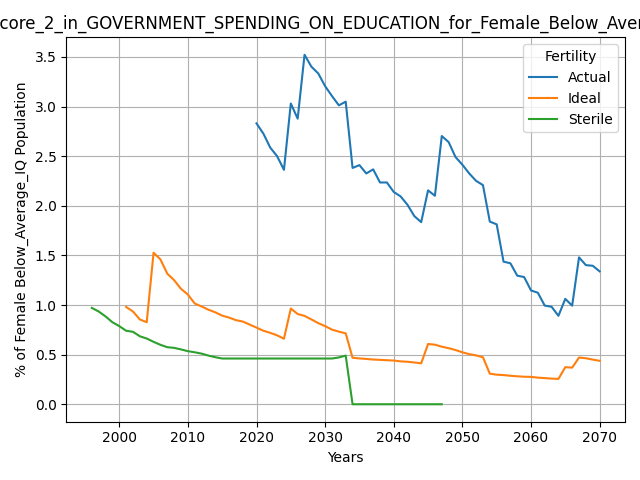 core_2_in_GOVERNMENT_SPENDING_ON_EDUCATION_for_Female_Below_Aver
Fertility
Actual
Ideal
Sterile
% of Female Below_Average_IQ Population
3.5
3.0
2.5
2.0
1.5
1.0
0.5
0.0
2000 2010 2020 2030 2040 2050 2060 2070
Years